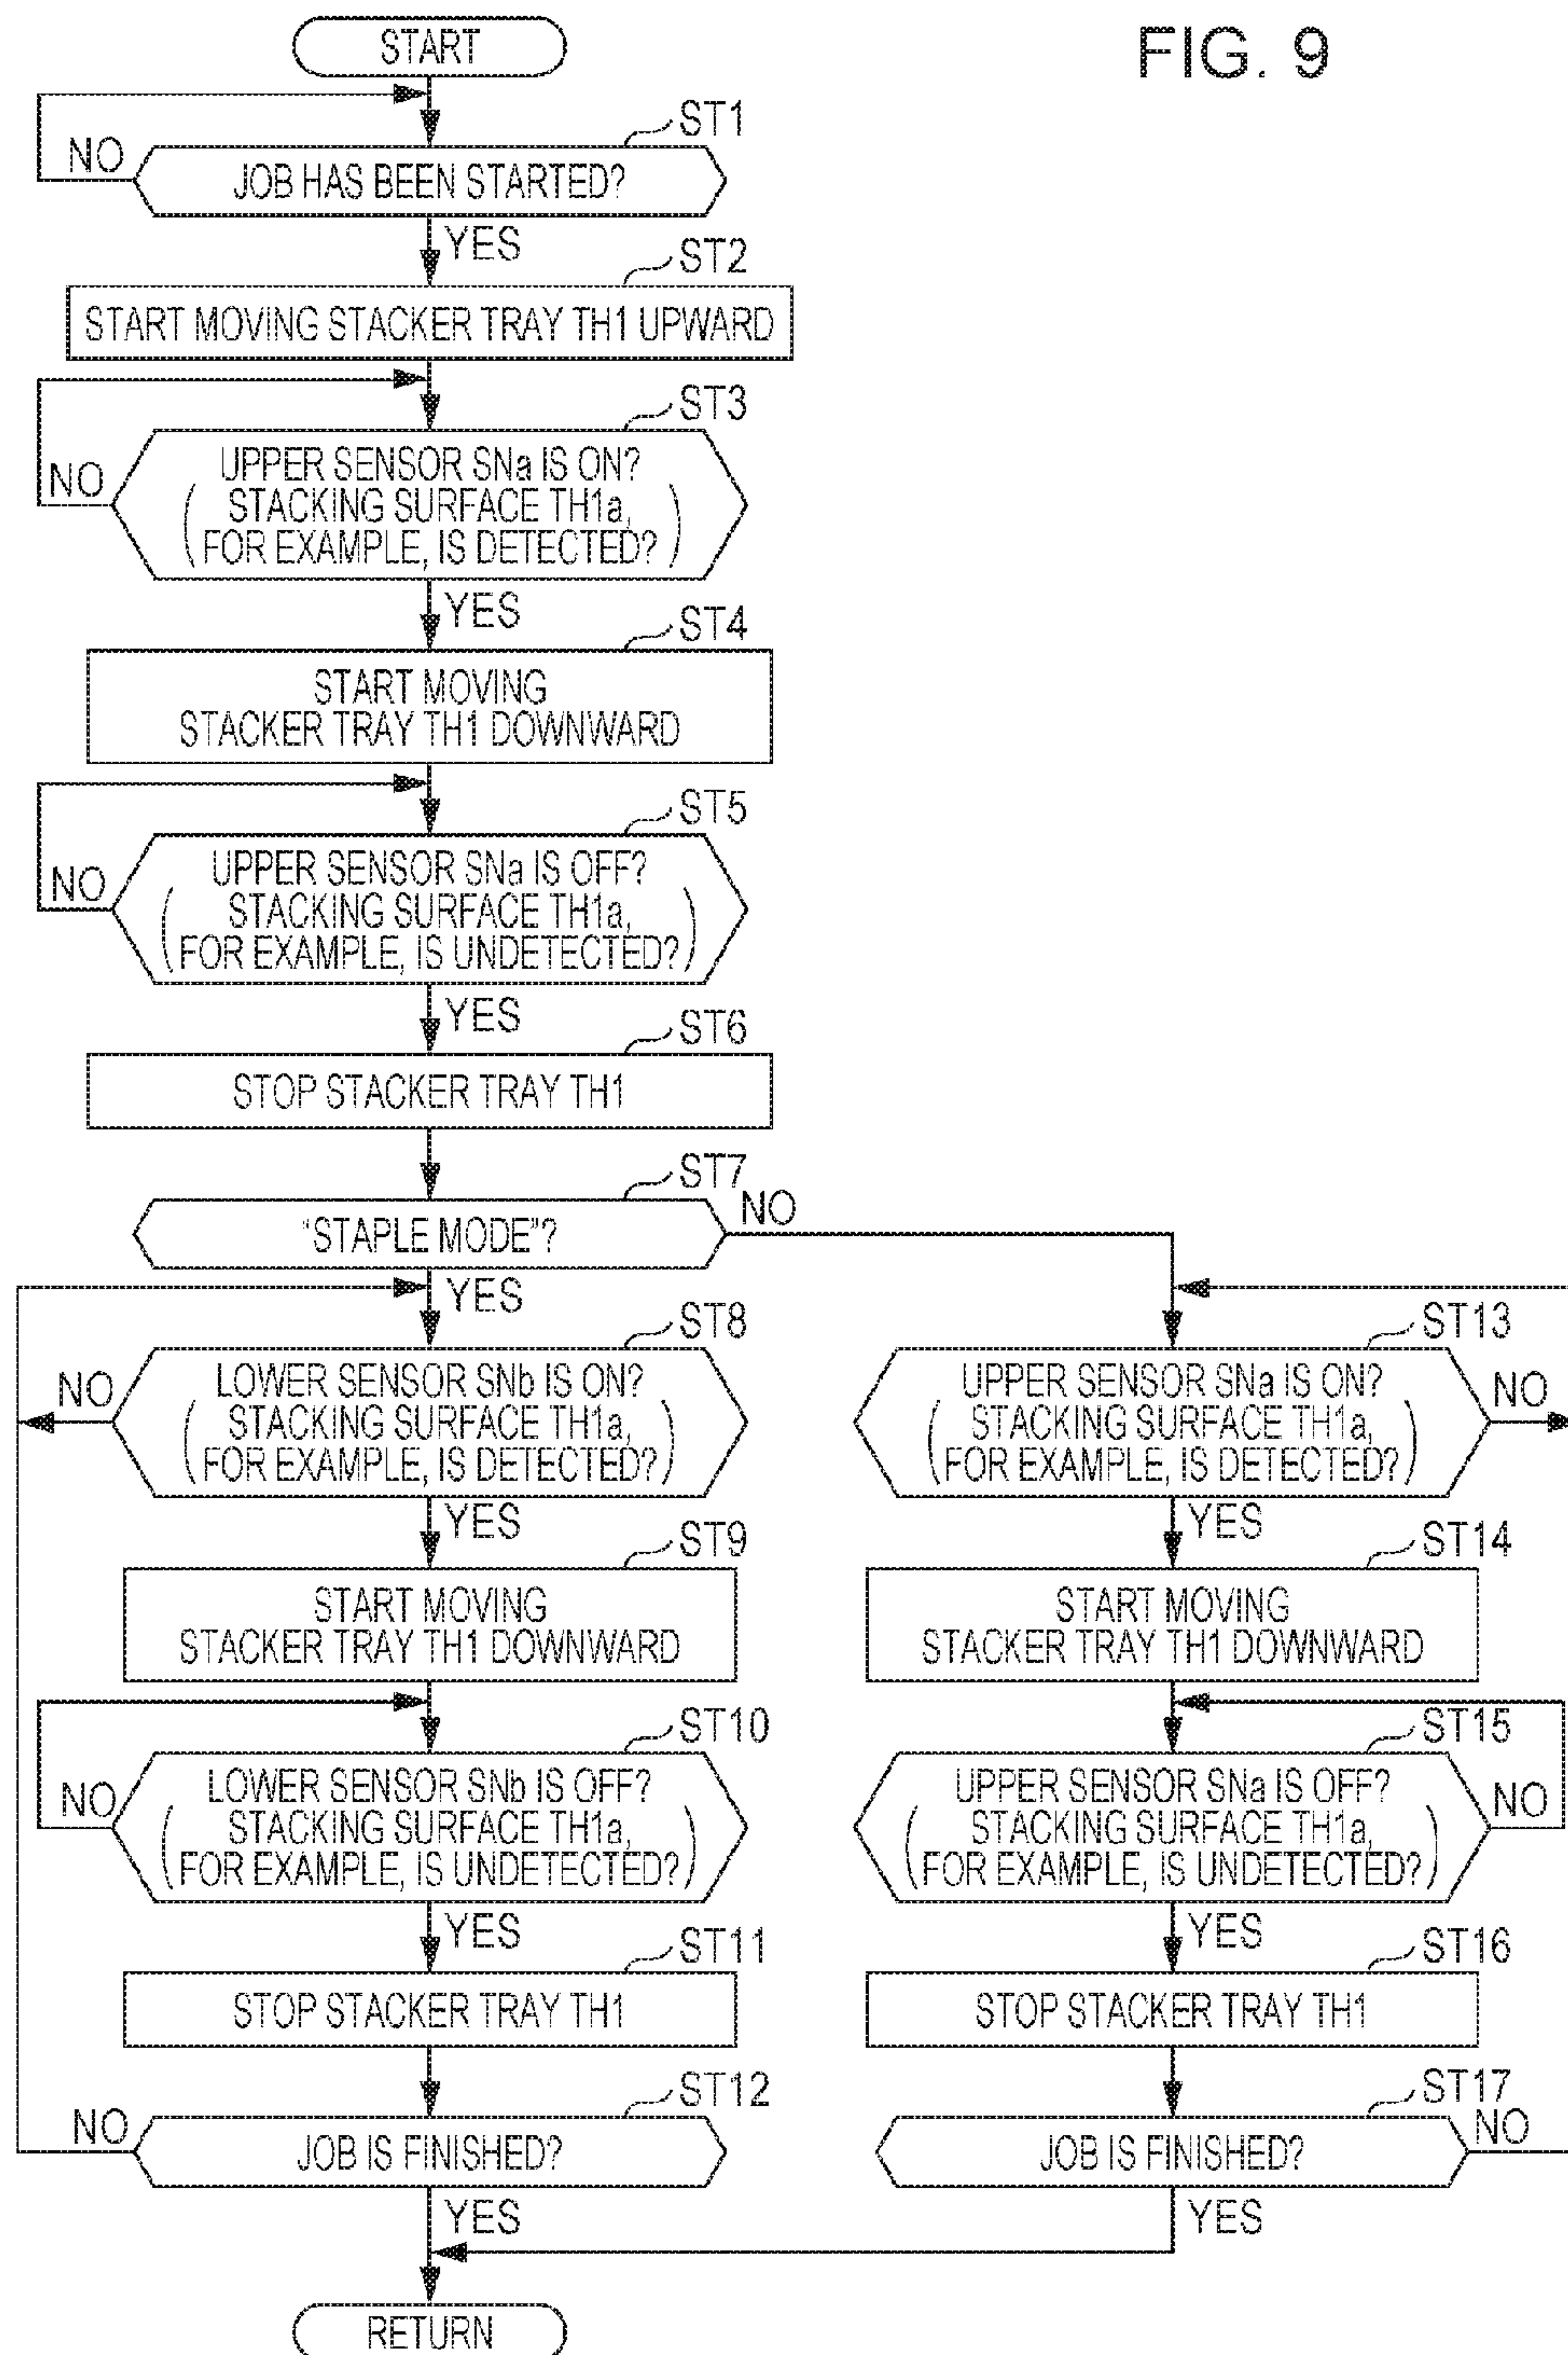 FIG. 9
START
ST1
NO
JOB HAS BEEN STARTED?
YES
ST2
START MOVING STACKER TRAY TH1 UPWARD
ST3
NO
UPPER SENSOR SNa IS ON?
( STACKING SURFACE TH1a,
FOR EXAMPLE, IS DETECTED? )
YES
ST4
START MOVING
STACKER TRAY TH1 DOWNWARD
ST5
NO
UPPER SENSOR SNa IS OFF?
( STACKING SURFACE TH1a,
FOR EXAMPLE, IS UNDETECTED? )
YES
ST6
STOP STACKER TRAY TH1
ST7
NO
"STAPLE MODE"?
YES
ST8
NO
LOWER SENSOR SNb IS ON?
( STACKING SURFACE TH1a,
FOR EXAMPLE, IS DETECTED? )
YES
ST9
START MOVING
STACKER TRAY TH1 DOWNWARD
ST10
NO
LOWER SENSOR SNb IS OFF?
( STACKING SURFACE TH1a,
FOR EXAMPLE, IS UNDETECTED? )
YES
ST11
STOP STACKER TRAY TH1
ST12
NO
JOB IS FINISHED?
YES
ST13
NO
UPPER SENSOR SNa IS ON?
( STACKING SURFACE TH1a,
FOR EXAMPLE, IS DETECTED? )
YES
ST14
START MOVING
STACKER TRAY TH1 DOWNWARD
ST15
NO
UPPER SENSOR SNa IS OFF?
( STACKING SURFACE TH1a,
FOR EXAMPLE, IS UNDETECTED? )
YES
ST16
STOP STACKER TRAY TH1
ST17
NO
JOB IS FINISHED?
YES
RETURN